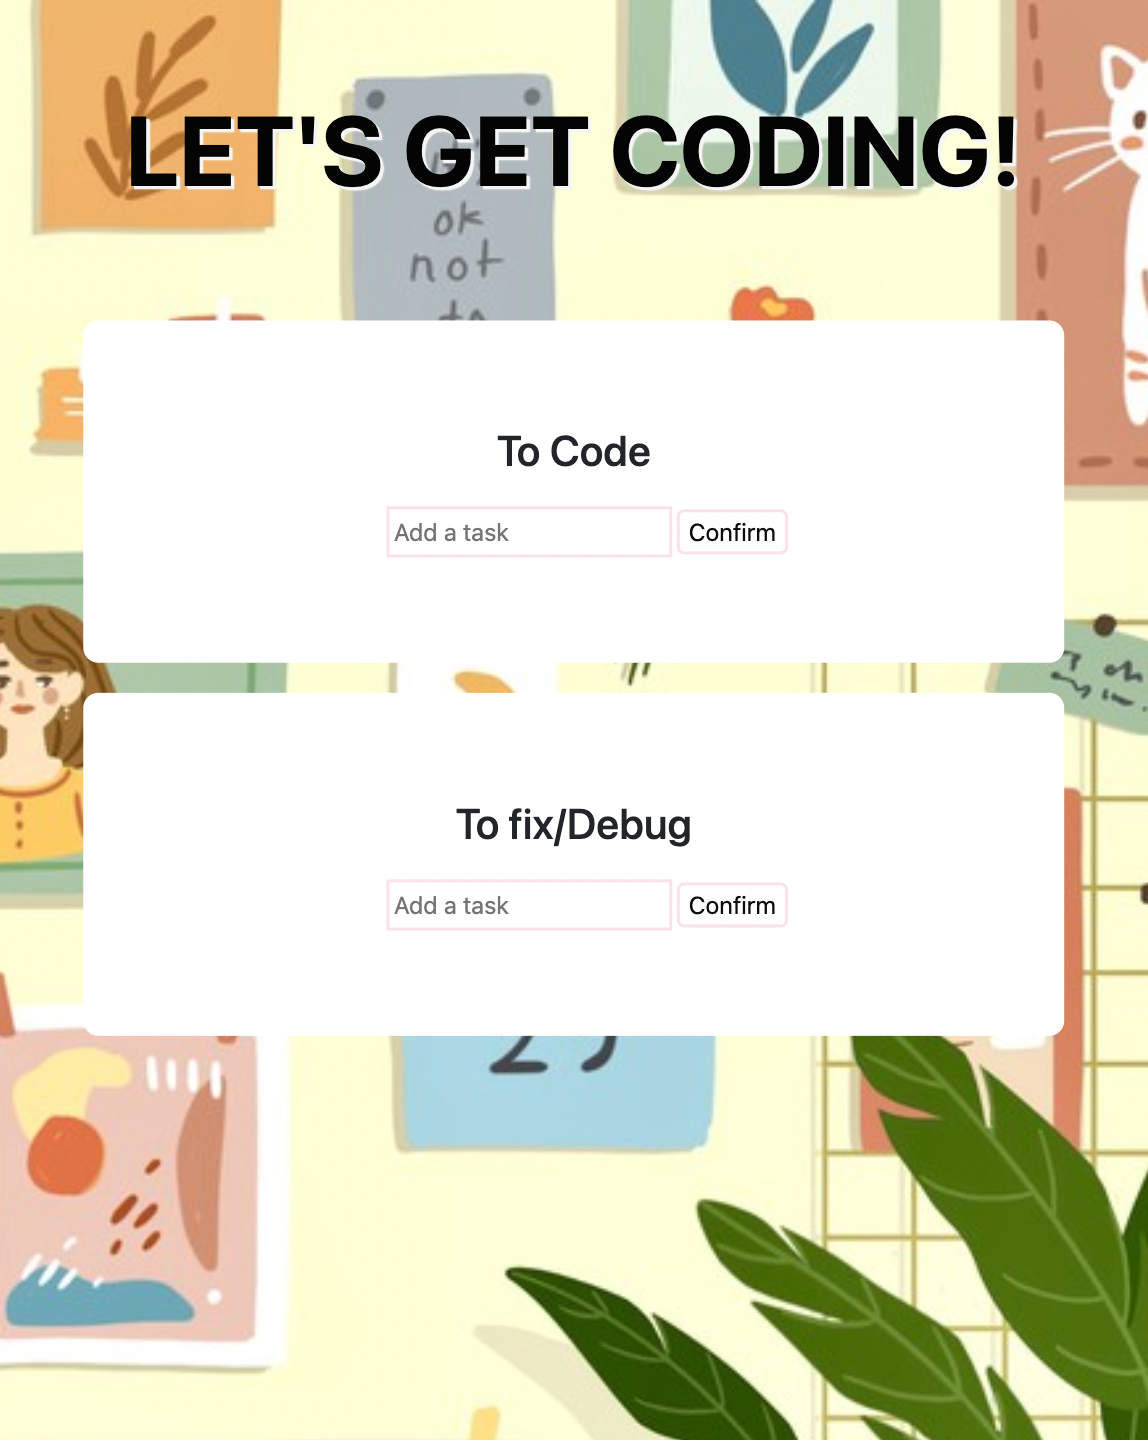 LET'S GET CODING!
ok
not
To Code
Add a task
Confirm
To fix/Debug
Add a task
Confirm